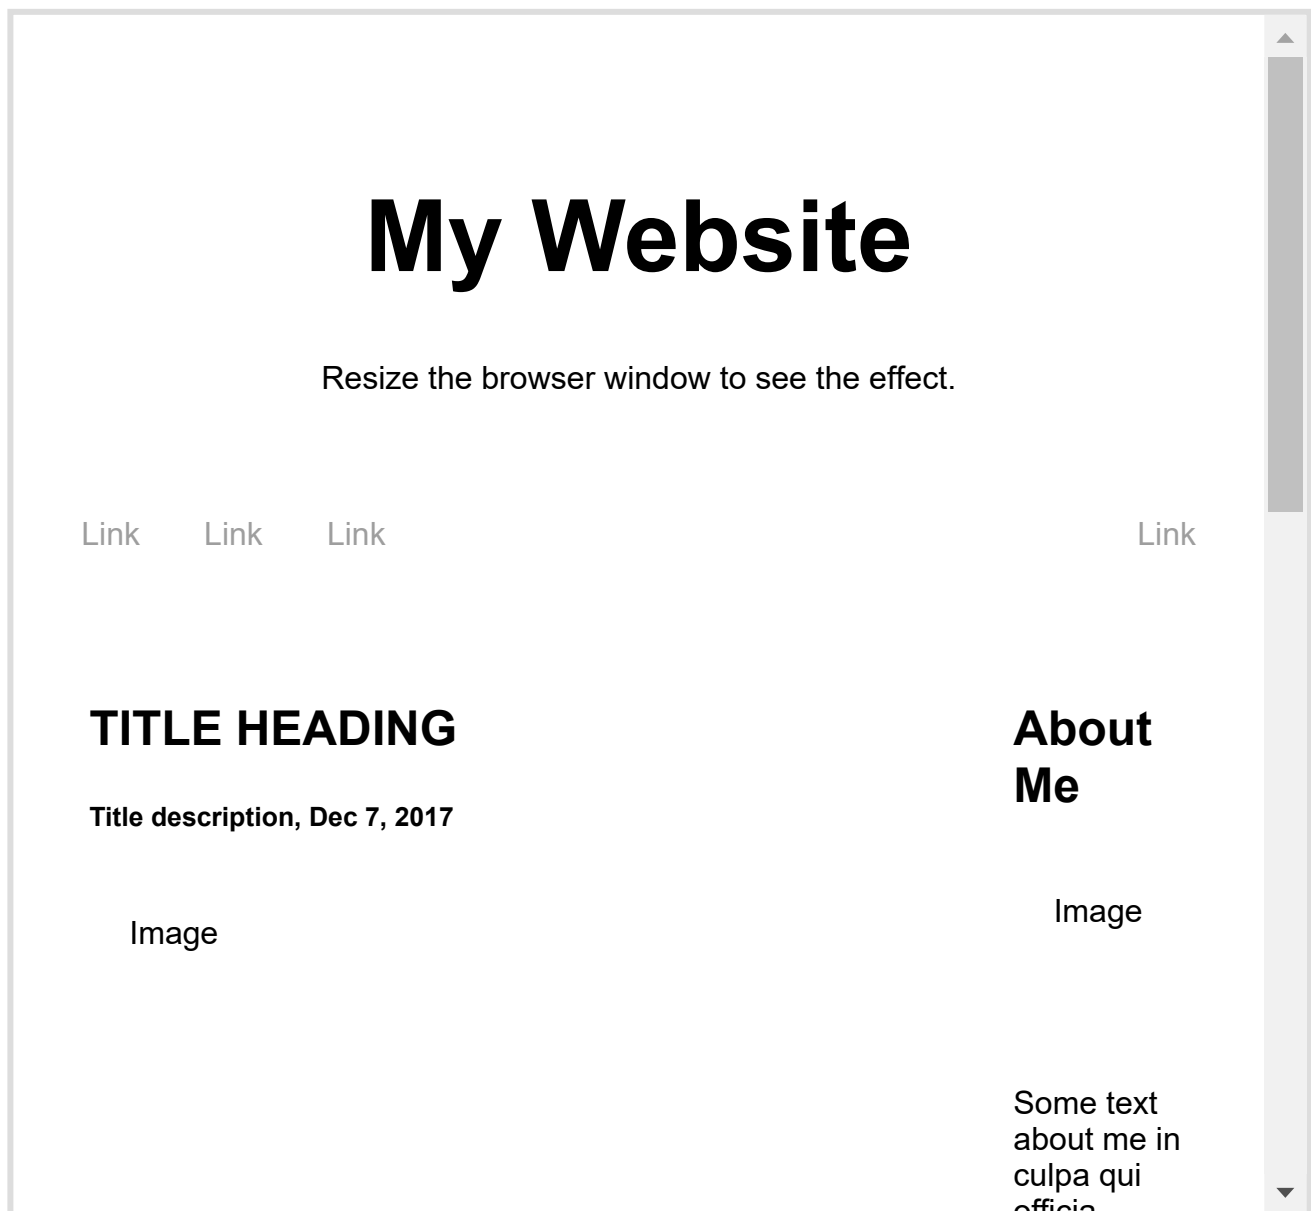 My Website
Resize the browser window to see the effect.
Link Link Link Link
TITLE HEADING
Title description, Dec 7, 2017
Image
About
Me
Image
Some text
about me in
culpa qui
officia